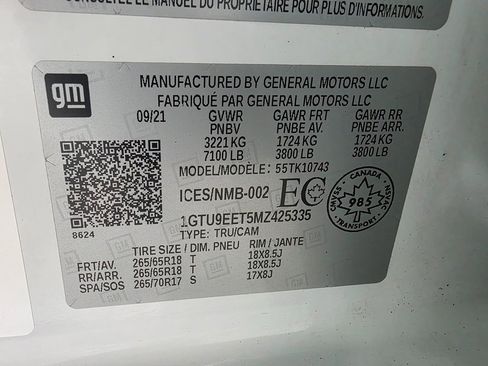 CONSULTER LE MANUEL DU PROPRIÉTAIRE POUR PLUS D'INFORMATIONS.
gm
MANUFACTURED BY GENERAL MOTORS LLC
FABRIQUÉ PAR GENERAL MOTORS LLC
09/21 GVWR GAWR FRT GAWR RR
PNBV PNBE AV. PNBE ARR.
3221 KG 1724 KG 1724 KG
7100 LB 3800 LB 3800 LB
MODEL/MODÈLE: 55TK10743
ICES/NMB-002 EC
CANADA
CMVSS NSVAC
985
TRANSPORT
8624
1GTU9EET5MZ425335
TYPE: TRU/CAM
TIRE SIZE / DIM. PNEU RIM / JANTE
FRT/AV. 265/65R18 T 18X8.5J
RR/ARR. 265/65R18 T 18X8.5J
SPA/SOS 265/70R17 S 17X8J